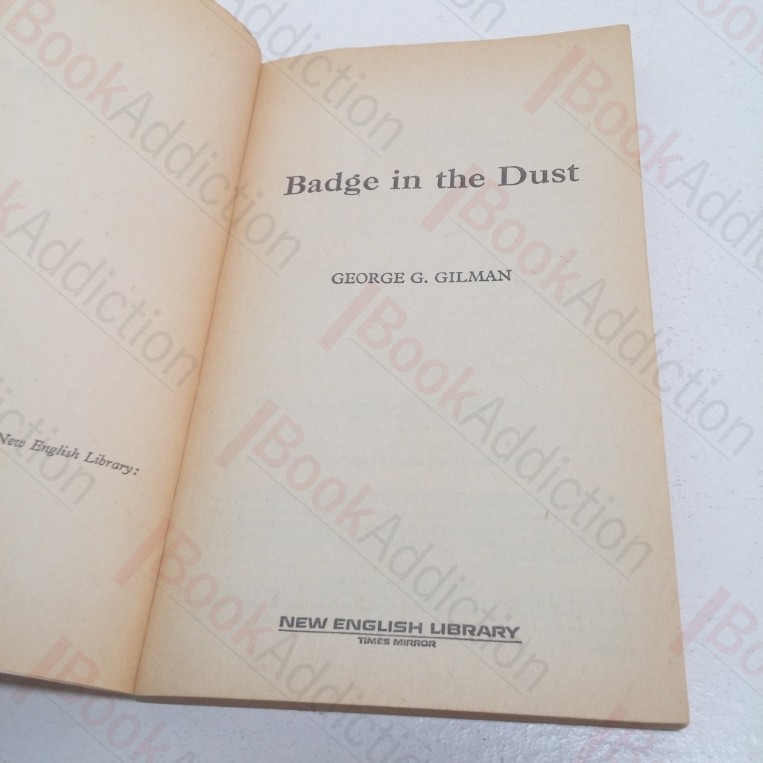 New English Library:
Badge in the Dust
GEORGE G. GILMAN
NEW ENGLISH LIBRARY
TIMES MIRROR
BookAddiction